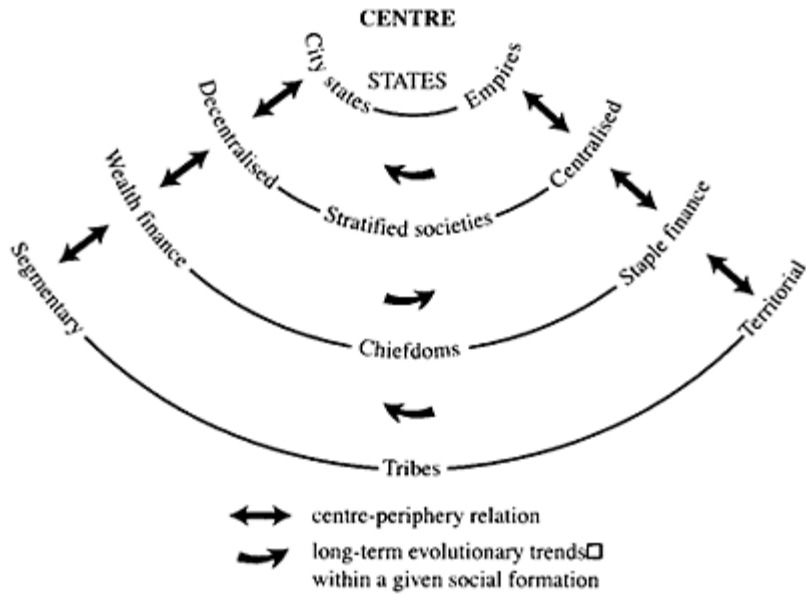 CENTRE
City states
STATES
Empires
Decentralised
Stratified societies
Centralised
Wealth finance
Chiefdoms
Staple finance
Segmentary
Tribes
Territorial
centre-periphery relation
long-term evolutionary trends
within a given social formation